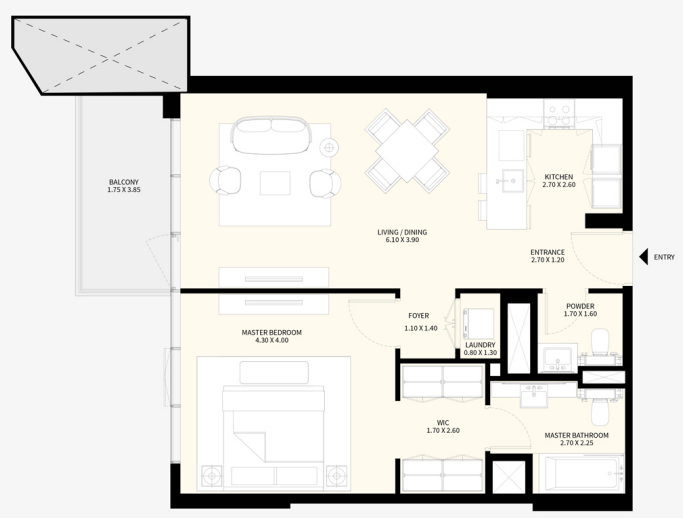 BALCONY
1.75 X 3.85
KITCHEN
2.70 X 2.60
LIVING / DINING
6.10 X 3.90
ENTRANCE
2.70 X 1.20
ENTRY
POWDER
1.70 X 1.60
FOYER
1.10 X 1.40
MASTER BEDROOM
4.30 X 4.00
LAUNDRY
0.80 X 1.30
WIC
1.70 X 2.60
MASTER BATHROOM
2.70 X 2.25